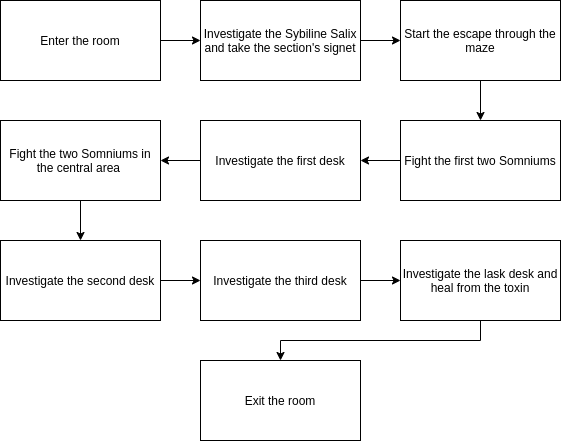 Enter the room
Investigate the Sybiline Salix
and take the section's signet
Start the escape through the
maze
Fight the two Somniums in
the central area
Investigate the first desk
Fight the first two Somniums
Investigate the second desk
Investigate the third desk
Investigate the lask desk and
heal from the toxin
Exit the room